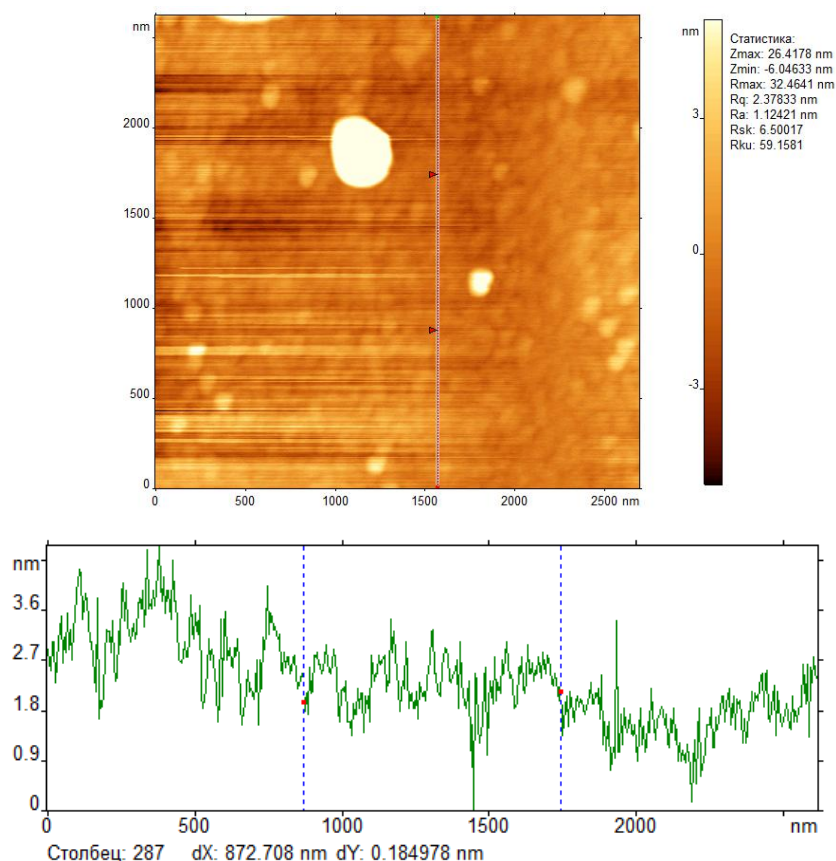 nm
2000
1500
1000
500
0
0
500
1000
1500
2000
2500 nm
nm
3
0
-3
Статистика:
Zmax: 26.4178 nm
Zmin: -6.04633 nm
Rmax: 32.4641 nm
Rq: 2.37833 nm
Ra: 1.12421 nm
Rsk: 6.50017
Rku: 59.1581
nm
3.6
2.7
1.8
0.9
0
0
500
1000
1500
2000
nm
Столбец: 287 dX: 872.708 nm dY: 0.184978 nm